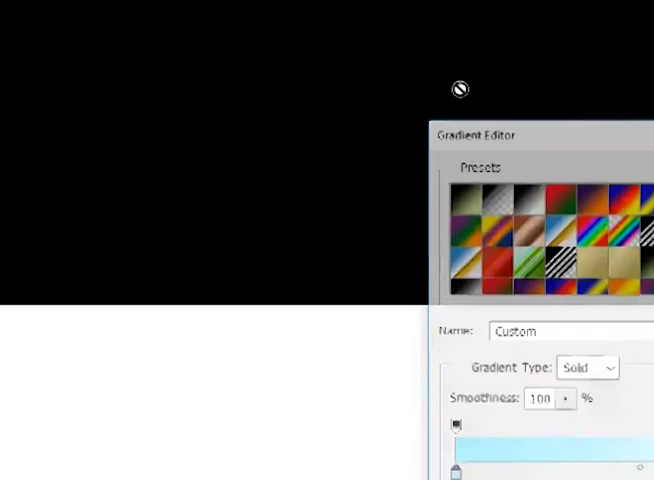 Gradient Editor
Presets
Name: Custom
Gradient Type: Solid
Smoothness: 100 %